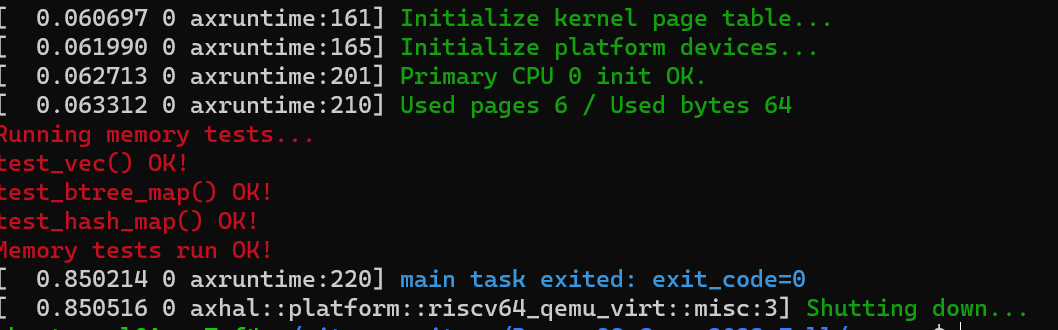 [  0.060697 0 axruntime:161] Initialize kernel page table...
[  0.061990 0 axruntime:165] Initialize platform devices...
[  0.062713 0 axruntime:201] Primary CPU 0 init OK.
[  0.063312 0 axruntime:210] Used pages 6 / Used bytes 64
Running memory tests...
test_vec() OK!
test_btree_map() OK!
test_hash_map() OK!
Memory tests run OK!
[  0.850214 0 axruntime:220] main task exited: exit_code=0
[  0.850516 0 axhal::platform::riscv64_qemu_virt::misc:3] Shutting down...